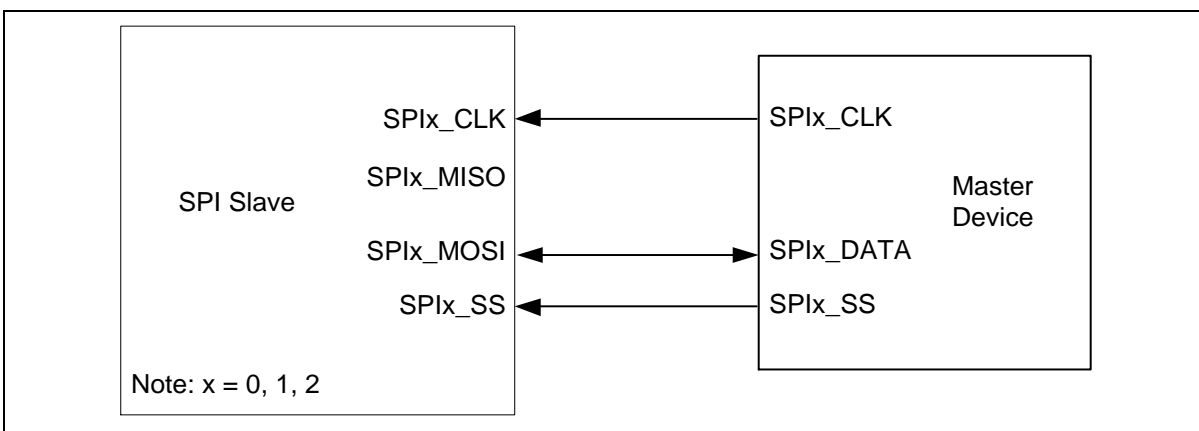 SPIx_CLK
SPIx_MISO
SPI Slave
SPIx_MOSI
SPIx_SS
Note: x = 0, 1, 2
SPIx_CLK
Master
Device
SPIx_DATA
SPIx_SS